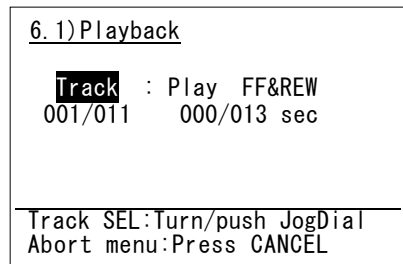 6.1)Playback
Track : Play FF&REW
001/011 000/013 sec
Track SEL:Turn/push JogDial
Abort menu:Press CANCEL